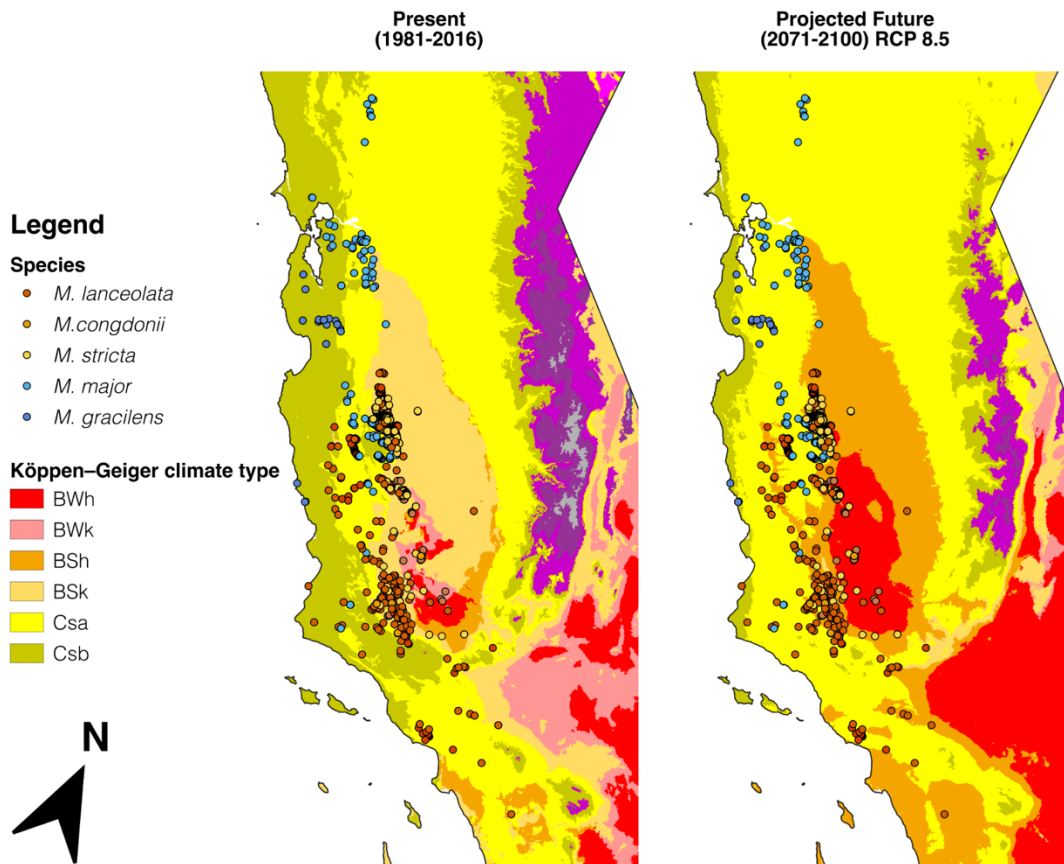 Present
(1981-2016)
Projected Future
(2071-2100) RCP 8.5
Legend
Species
M. lanceolata
M.congdonii
M. stricta
M. major
M. gracilens
Köppen–Geiger climate type
BWh
BWk
BSh
BSk
Csa
Csb
N